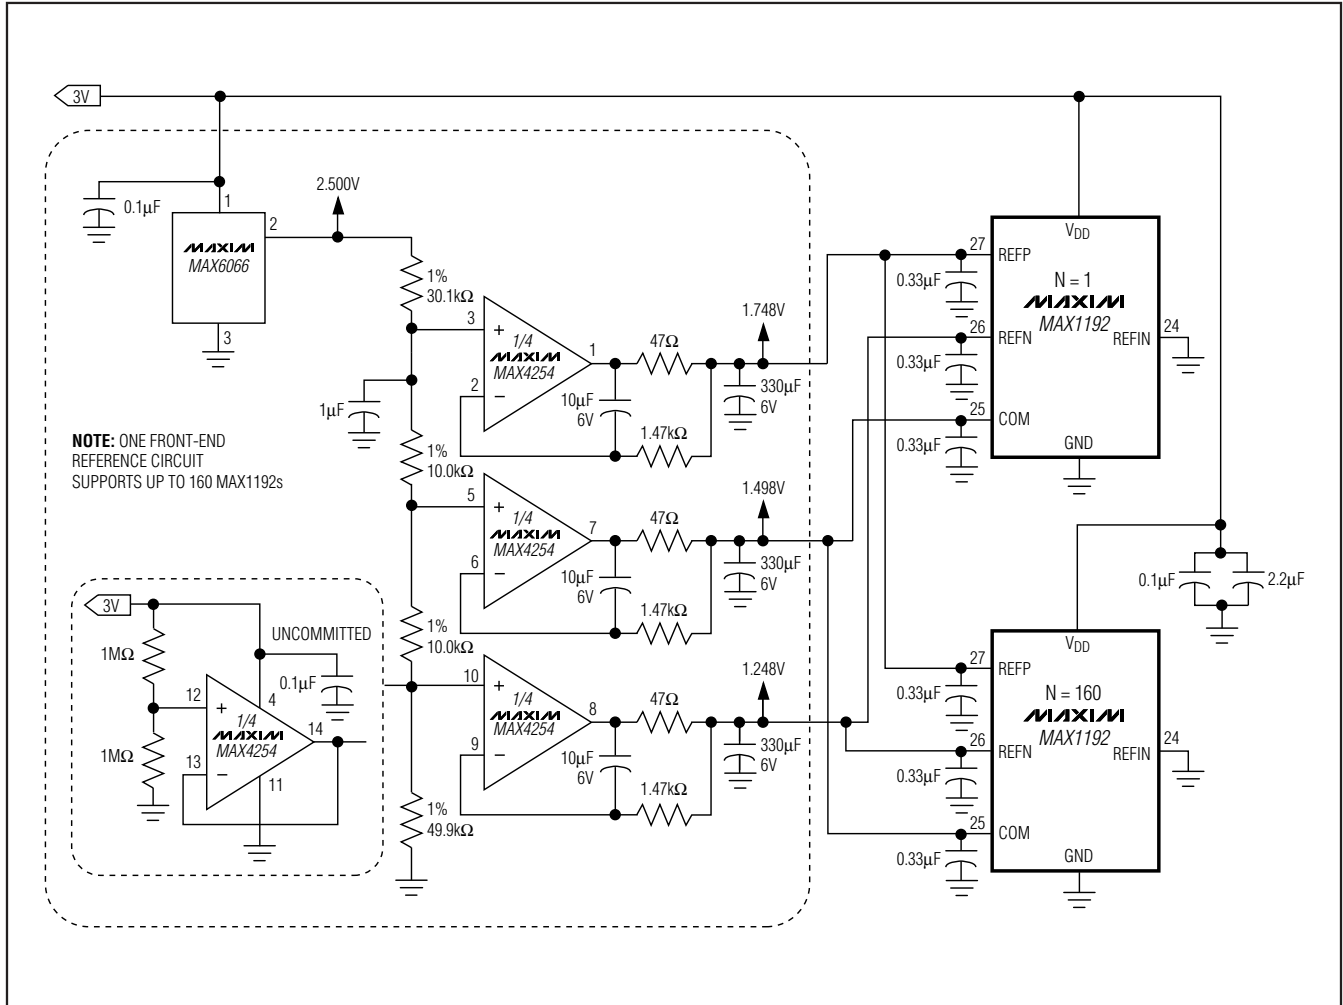 3V
2.500V
0.1µF
1
2
MAXIM
MAX6066
3
1%
30.1kΩ
3
+
1/4
MAXIM
MAX4254
1
2
−
47Ω
1.748V
10µF
6V
330µF
6V
1.47kΩ
1µF
NOTE: ONE FRONT-END
REFERENCE CIRCUIT
SUPPORTS UP TO 160 MAX1192s
1%
10.0kΩ
5
+
1/4
MAXIM
MAX4254
7
6
−
47Ω
1.498V
10µF
6V
330µF
6V
1.47kΩ
1%
10.0kΩ
10
+
1/4
MAXIM
MAX4254
8
9
−
47Ω
1.248V
10µF
6V
330µF
6V
1.47kΩ
1%
49.9kΩ
3V
UNCOMMITTED
1MΩ
0.1µF
12
4
+
1/4
MAXIM
MAX4254
14
1MΩ
13
−
11
VDD
27
REFP
0.33µF
N = 1
MAXIM
MAX1192
26
REFN
24
REFIN
0.33µF
25
COM
0.33µF
GND
0.1µF
2.2µF
VDD
27
REFP
0.33µF
N = 160
MAXIM
MAX1192
26
REFN
24
REFIN
0.33µF
25
COM
0.33µF
GND